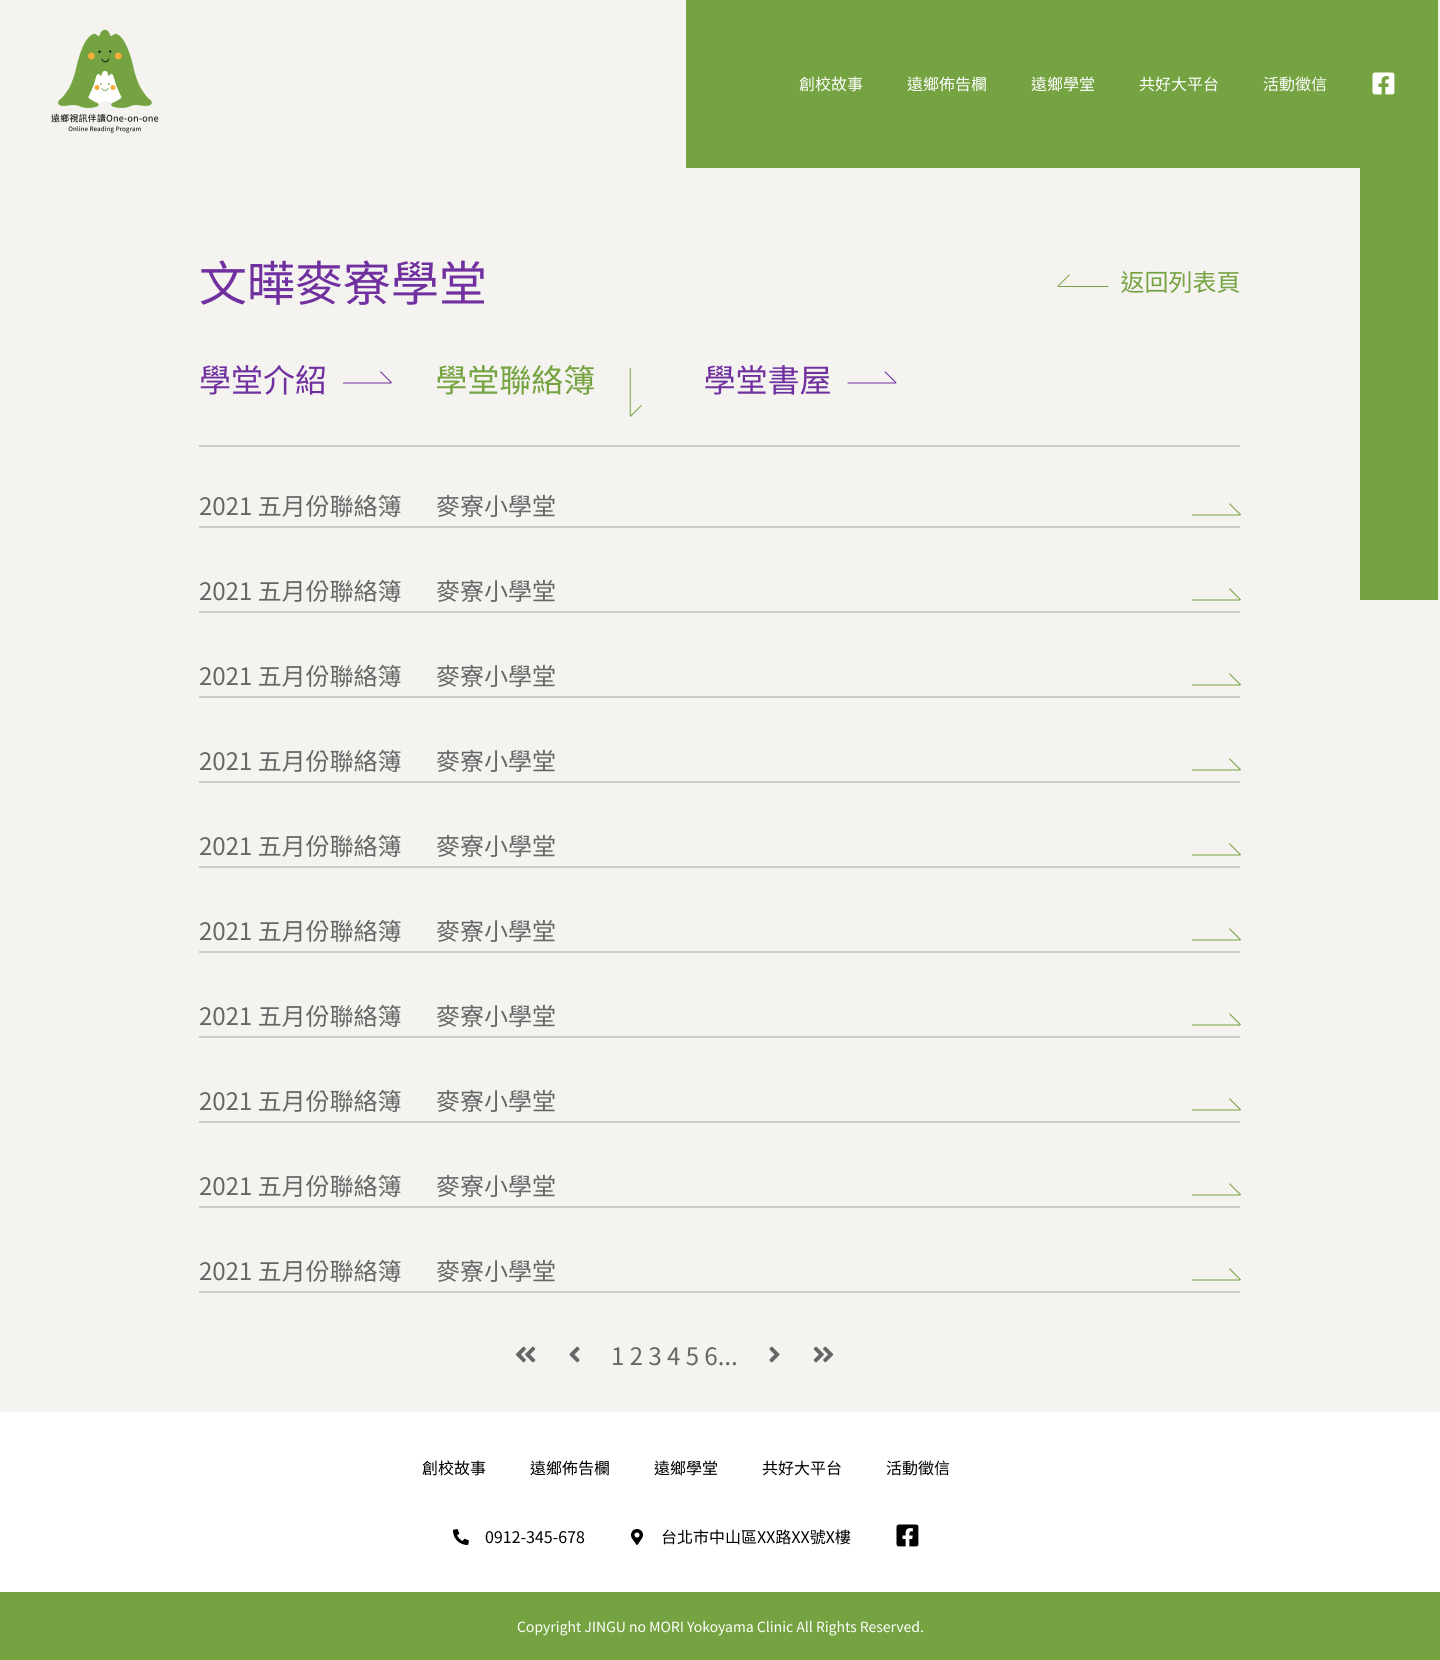 遠鄉視訊伴讀One-on-one
Online Reading Program
創校故事 遠鄉佈告欄 遠鄉學堂 共好大平台 活動徵信
文曄麥寮學堂
返回列表頁
學堂介紹 學堂聯絡簿 學堂書屋
2021 五月份聯絡簿 麥寮小學堂
2021 五月份聯絡簿 麥寮小學堂
2021 五月份聯絡簿 麥寮小學堂
2021 五月份聯絡簿 麥寮小學堂
2021 五月份聯絡簿 麥寮小學堂
2021 五月份聯絡簿 麥寮小學堂
2021 五月份聯絡簿 麥寮小學堂
2021 五月份聯絡簿 麥寮小學堂
2021 五月份聯絡簿 麥寮小學堂
2021 五月份聯絡簿 麥寮小學堂
1 2 3 4 5 6...
創校故事 遠鄉佈告欄 遠鄉學堂 共好大平台 活動徵信
0912-345-678 台北市中山區XX路XX號X樓
Copyright JINGU no MORI Yokoyama Clinic All Rights Reserved.